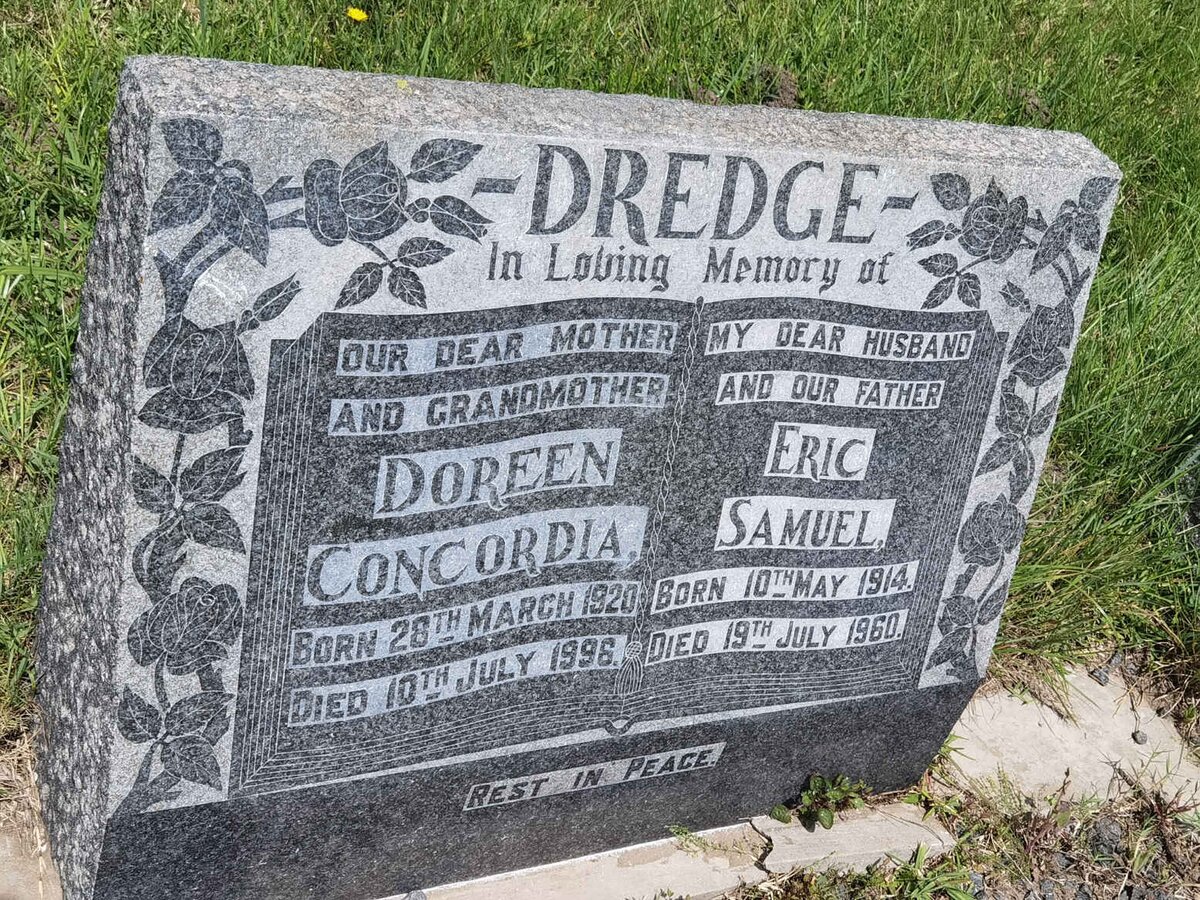 -DREDGE-
In Loving Memory of
OUR DEAR MOTHER
AND GRANDMOTHER
DOREEN
CONCORDIA,
BORN 28TH MARCH 1920
DIED 10TH JULY 1998.
MY DEAR HUSBAND
AND OUR FATHER
ERIC
SAMUEL,
BORN 10TH MAY 1914.
DIED 19TH JULY 1960.
REST IN PEACE.